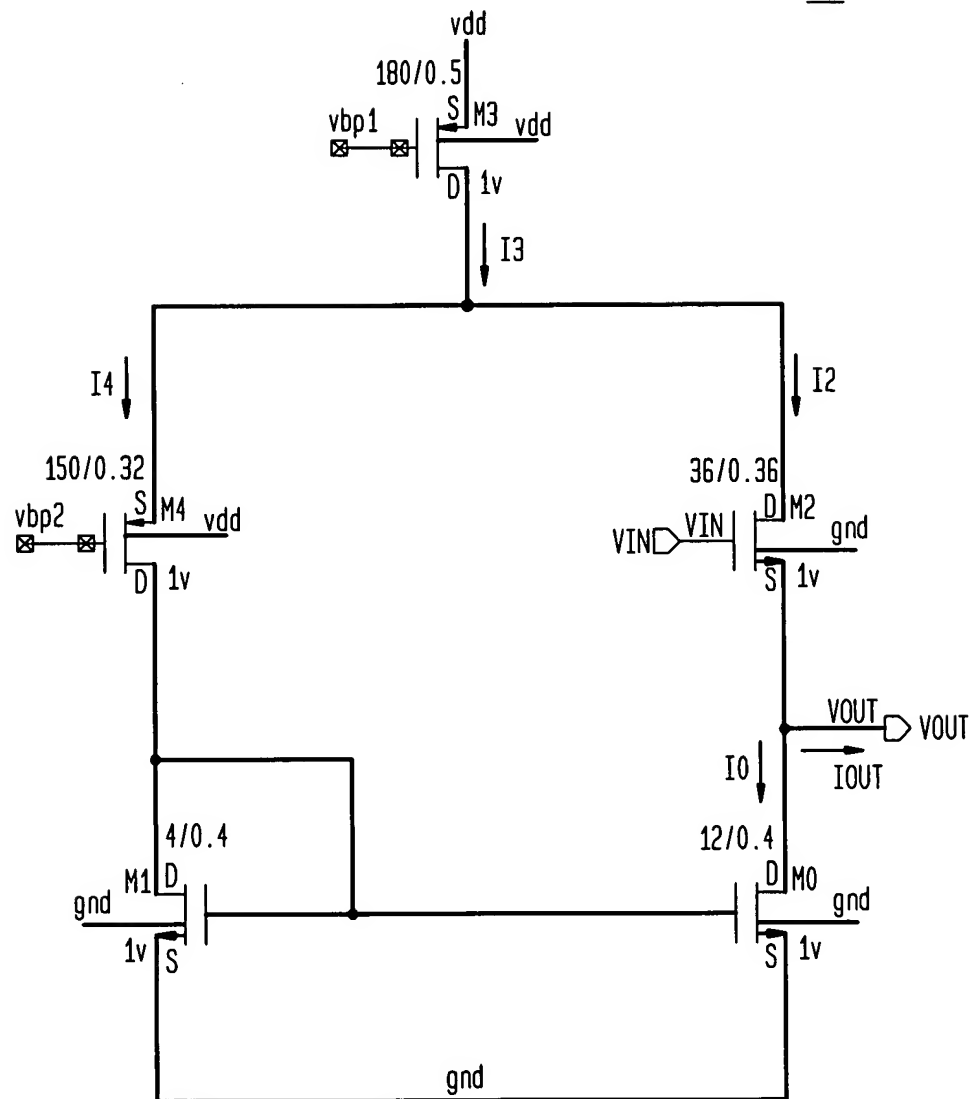 vdd
180/0.5
S
M3
vbp1
vdd
D
1v
I3
I4
I2
150/0.32
36/0.36
S
M4
D
M2
vbp2
vdd
VIN
VIN
gnd
D
1v
S
1v
VOUT
VOUT
I0
IOUT
4/0.4
12/0.4
M1
D
D
M0
gnd
gnd
1v
S
S
1v
gnd